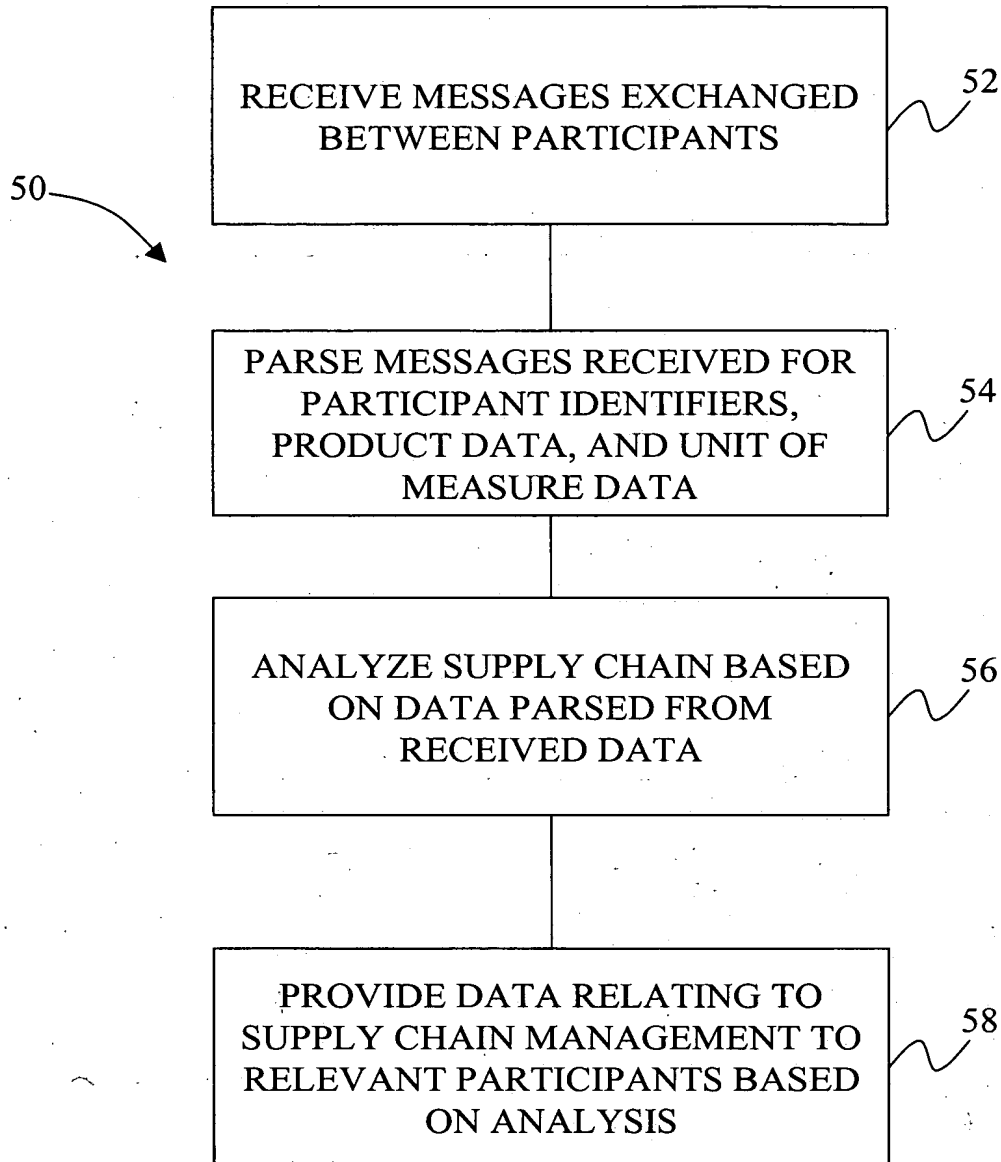 RECEIVE MESSAGES EXCHANGED
BETWEEN PARTICIPANTS
52
50
PARSE MESSAGES RECEIVED FOR
PARTICIPANT IDENTIFIERS,
PRODUCT DATA, AND UNIT OF
MEASURE DATA
54
ANALYZE SUPPLY CHAIN BASED
ON DATA PARSED FROM
RECEIVED DATA
56
PROVIDE DATA RELATING TO
SUPPLY CHAIN MANAGEMENT TO
RELEVANT PARTICIPANTS BASED
ON ANALYSIS
58